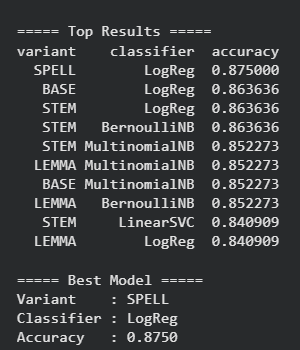 ===== Top Results =====
variant classifier accuracy
SPELL LogReg 0.875000
BASE LogReg 0.863636
STEM LogReg 0.863636
STEM BernoulliNB 0.863636
STEM MultinomialNB 0.852273
LEMMA MultinomialNB 0.852273
BASE MultinomialNB 0.852273
LEMMA BernoulliNB 0.852273
STEM LinearSVC 0.840909
LEMMA LogReg 0.840909
===== Best Model =====
Variant : SPELL
Classifier : LogReg
Accuracy : 0.8750